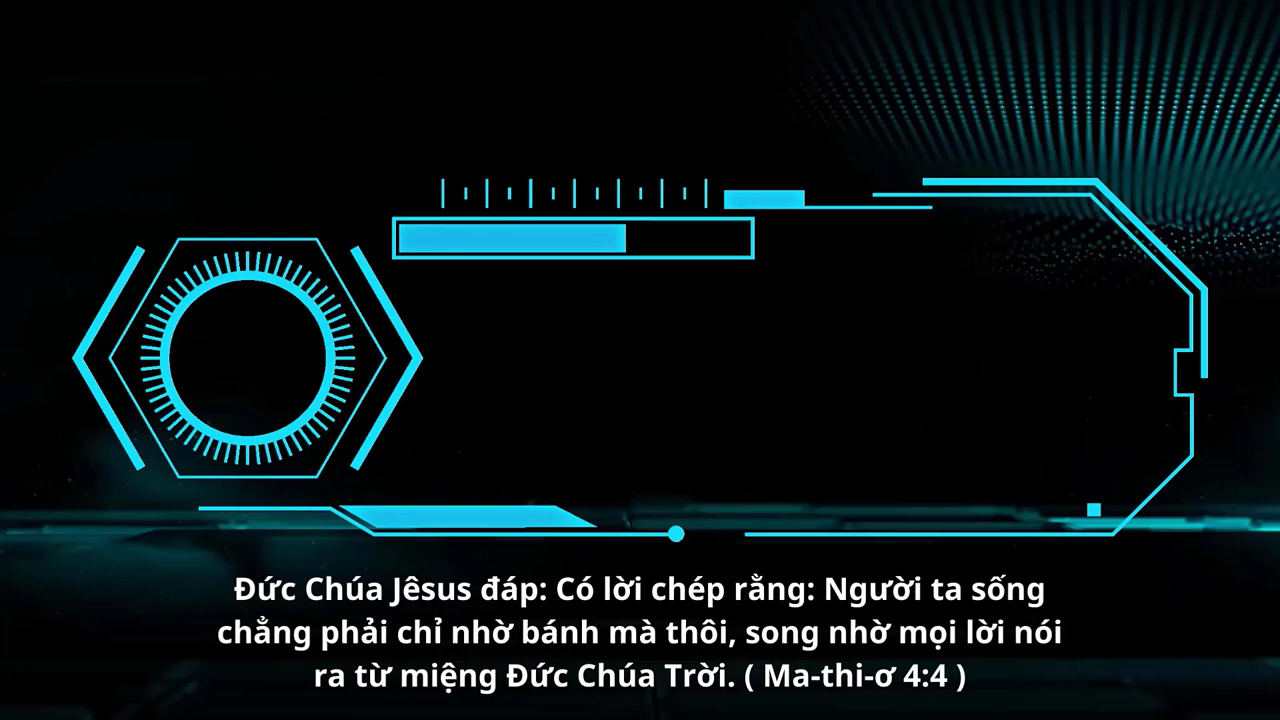 Đức Chúa Jêsus đáp: Có lời chép rằng: Người ta sống
chẳng phải chỉ nhờ bánh mà thôi, song nhờ mọi lời nói
ra từ miệng Đức Chúa Trời. ( Ma-thi-ơ 4:4 )